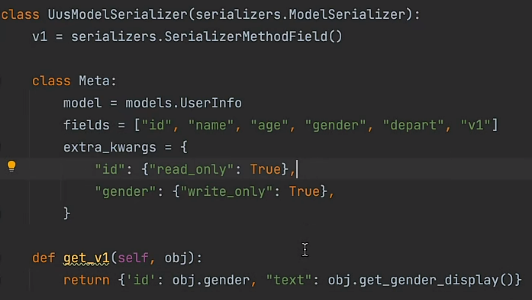 class UusModelSerializer(serializers.ModelSerializer):
    v1 = serializers.SerializerMethodField()
    class Meta:
        model = models.UserInfo
        fields = ["id", "name", "age", "gender", "depart", "v1"]
        extra_kwargs = {
            "id": {"read_only": True},
            "gender": {"write_only": True},
        }
    def get_v1(self, obj):
        return {'id': obj.gender, "text": obj.get_gender_display()}